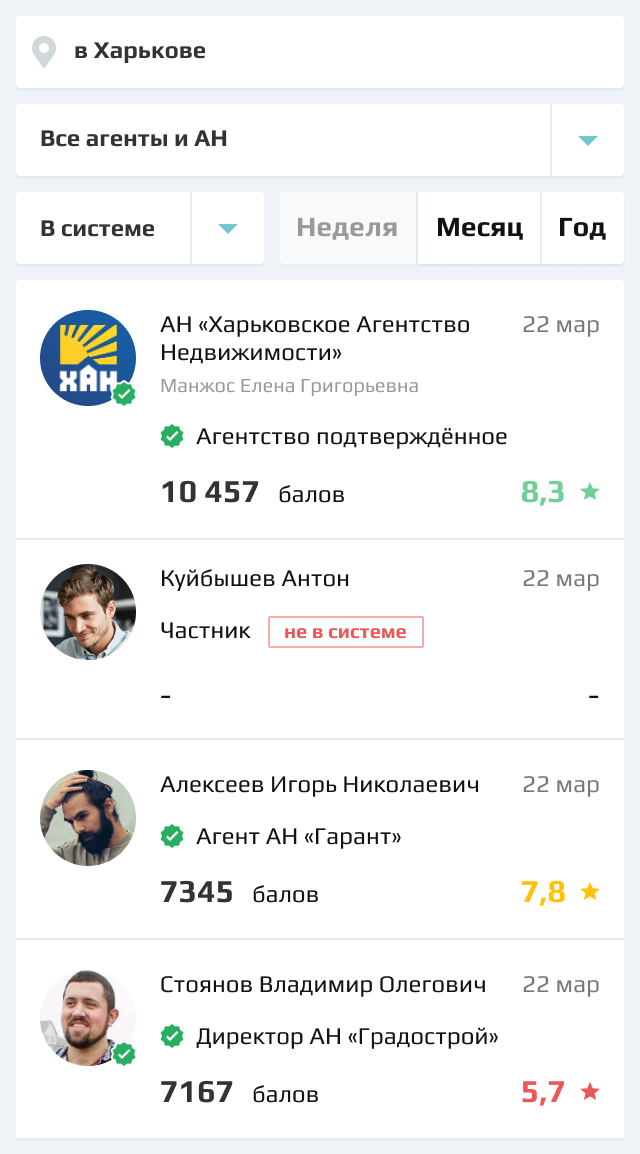 в Харькове
Все агенты и АН
В системе
Неделя
Месяц
Год
ХАН
АН «Харьковское Агентство
Недвижимости»
22 мар
Манжос Елена Григорьевна
Агентство подтверждённое
10 457 балов
8,3
Куйбышев Антон
22 мар
Частник
не в системе
-
-
Алексеев Игорь Николаевич
22 мар
Агент АН «Гарант»
7345 балов
7,8
Стоянов Владимир Олегович
22 мар
Директор АН «Градострой»
7167 балов
5,7